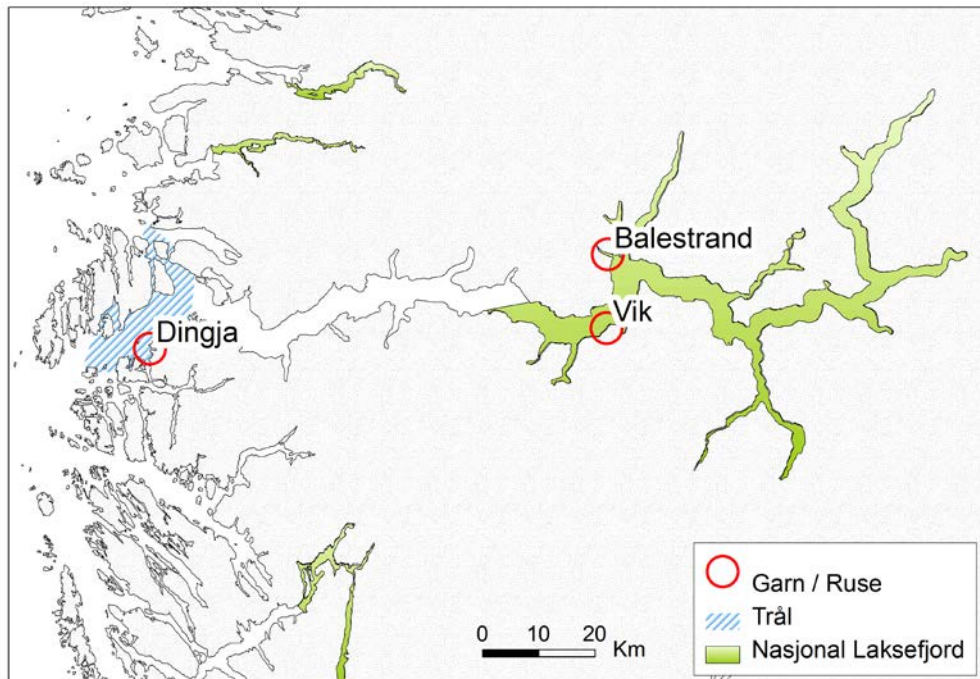 Balestrand
Vik
Dingja
Garn / Ruse
Trål
Nasjonal Laksefjord
0 10 20 Km